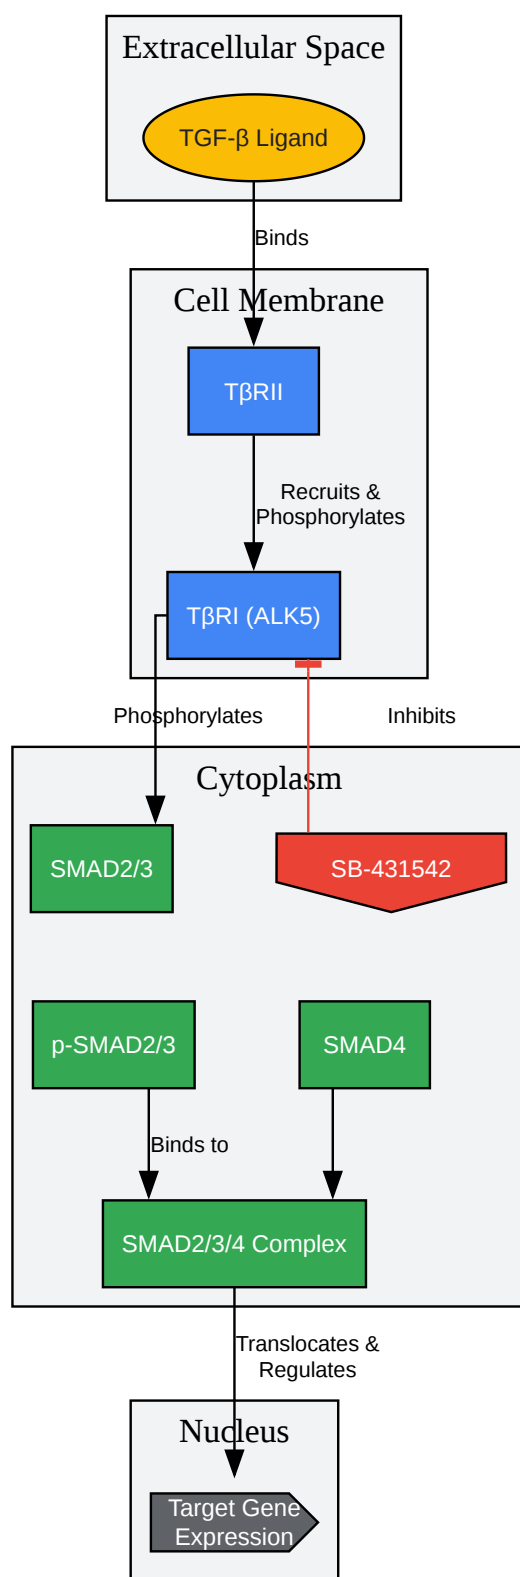 Extracellular Space
TGF-β Ligand
Binds
Cell Membrane
TβRII
Recruits &
Phosphorylates
TβRI (ALK5)
Phosphorylates
Inhibits
Cytoplasm
SMAD2/3
SB-431542
p-SMAD2/3
SMAD4
Binds to
SMAD2/3/4 Complex
Translocates &
Regulates
Nucleus
Target Gene
Expression